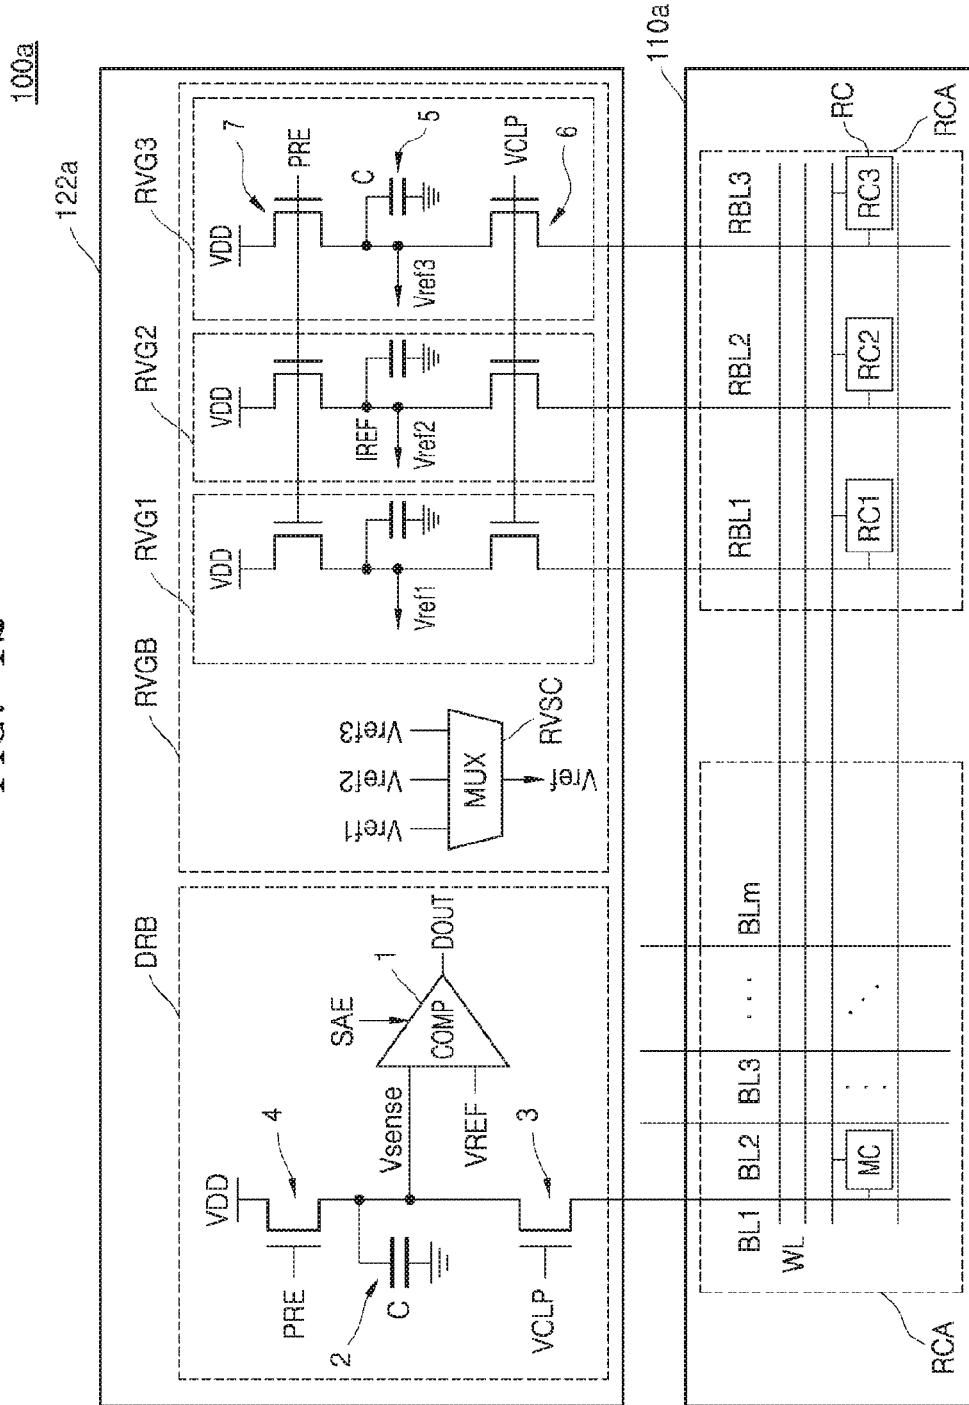 100a
122a
RVGB
RVG1
RVG2
RVG3
DRB
VDD
4
PRE
2
C
Vsense
SAE
1
COMP
DOUT
VREF
3
VCLP
Vref1
Vref2
Vref3
MUX
RVSC
Vref
VDD
Vref1
VDD
IREF
Vref2
VDD
7
PRE
C
5
Vref3
VCLP
6
110a
BL1
BL2
BL3
...
BLm
WL
MC
RCA
RBL1
RBL2
RBL3
RC1
RC2
RC3
RC
RCA